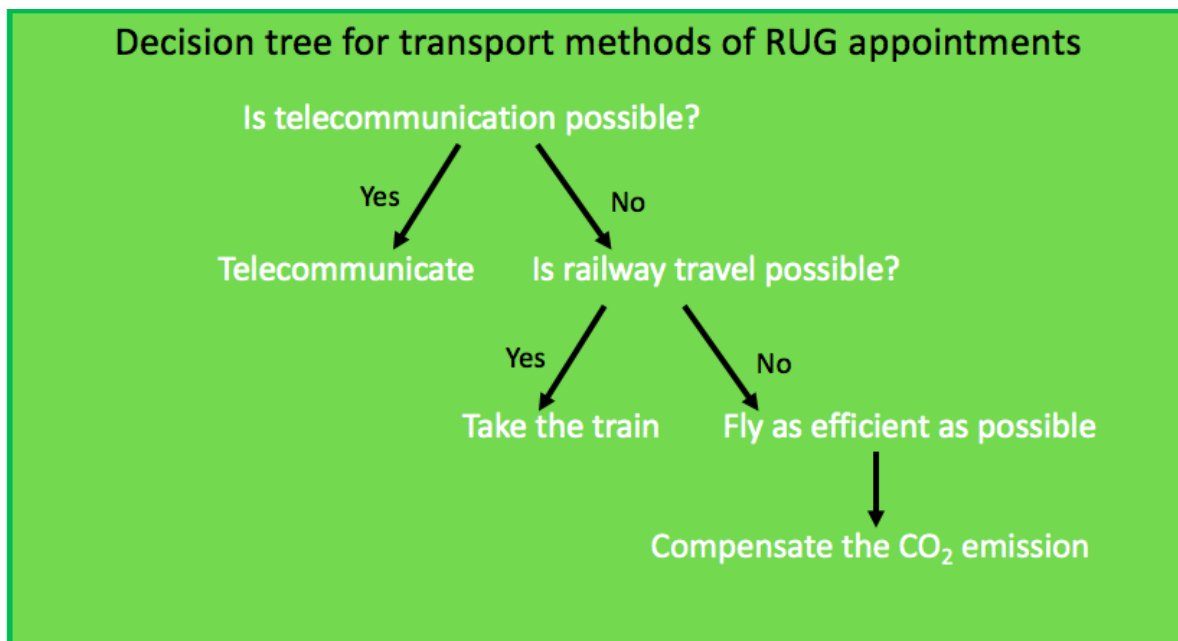 Decision tree for transport methods of RUG appointments
Is telecommunication possible?
Yes
No
Telecommunicate
Is railway travel possible?
Yes
No
Take the train
Fly as efficient as possible
Compensate the CO₂ emission